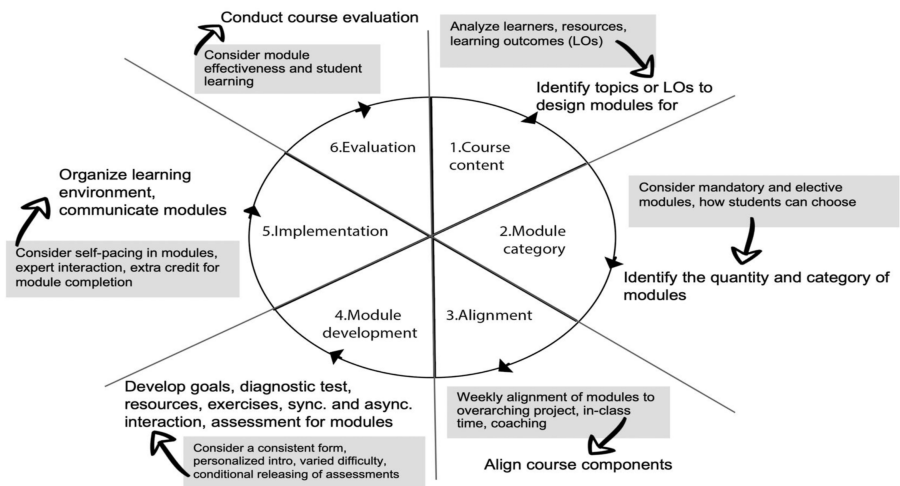 Conduct course evaluation
Consider module
effectiveness and student
learning
Analyze learners, resources,
learning outcomes (LOs)
Identify topics or LOs to
design modules for
6.Evaluation
1.Course
content
Organize learning
environment,
communicate modules
Consider self-pacing in modules,
expert interaction, extra credit for
module completion
5.Implementation
2.Module
category
Consider mandatory and elective
modules, how students can choose
Identify the quantity and category of
modules
4.Module
development
3.Alignment
Develop goals, diagnostic test,
resources, exercises, sync. and async.
interaction, assessment for modules
Consider a consistent form,
personalized intro, varied difficulty,
conditional releasing of assessments
Weekly alignment of modules to
overarching project, in-class
time, coaching
Align course components